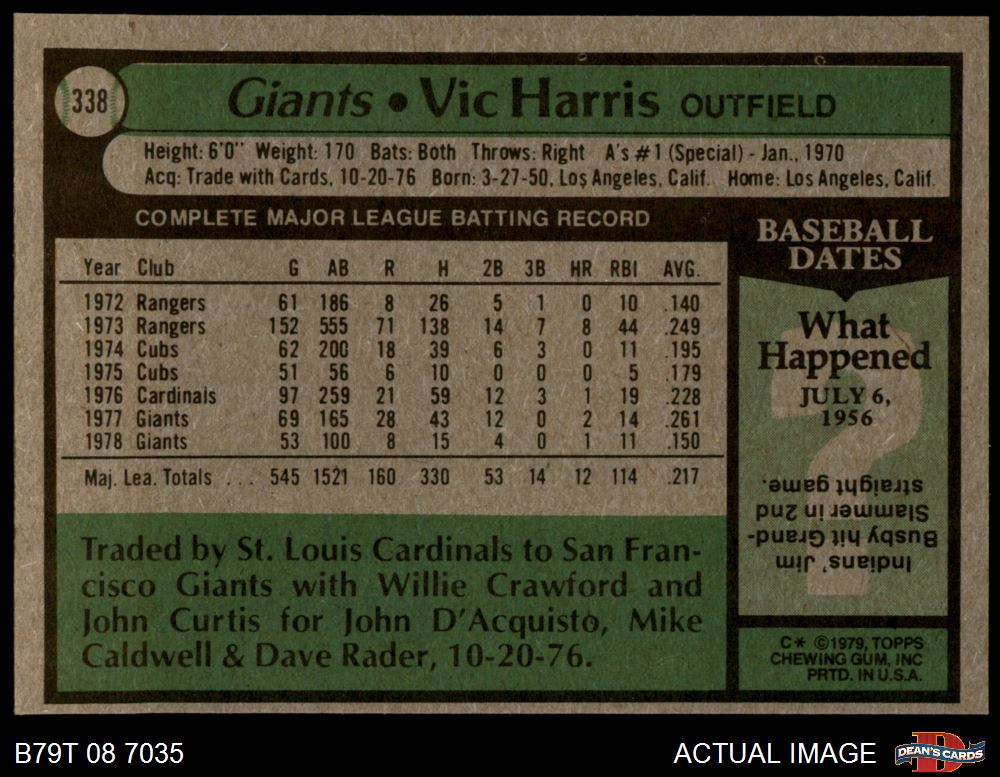 338
Giants • Vic Harris OUTFIELD
Height: 6'0" Weight: 170 Bats: Both Throws: Right A's #1 (Special) - Jan., 1970
Acq: Trade with Cards, 10-20-76 Born: 3-27-50, Los Angeles, Calif. Home: Los Angeles, Calif.
COMPLETE MAJOR LEAGUE BATTING RECORD
Year Club G AB R H 2B 3B HR RBI AVG.
1972 Rangers 61 186 8 26 5 1 0 10 .140
1973 Rangers 152 555 71 138 14 7 8 44 .249
1974 Cubs 62 200 18 39 6 3 0 11 .195
1975 Cubs 51 56 6 10 0 0 0 5 .179
1976 Cardinals 97 259 21 59 12 3 1 19 .228
1977 Giants 69 165 28 43 12 0 2 14 .261
1978 Giants 53 100 8 15 4 0 1 11 .150
Maj. Lea. Totals ... 545 1521 160 330 53 14 12 114 .217
Traded by St. Louis Cardinals to San Fran-
cisco Giants with Willie Crawford and
John Curtis for John D'Acquisto, Mike
Caldwell & Dave Rader, 10-20-76.
BASEBALL
DATES
What
Happened
JULY 6,
1956
?
Indians' Jim
Busby hit Grand-
Slammer in 2nd
straight game.
C* ©1979, TOPPS
CHEWING GUM, INC
PRTD. IN U.S.A.
B79T 08 7035
ACTUAL IMAGE
D
DEAN'S CARDS